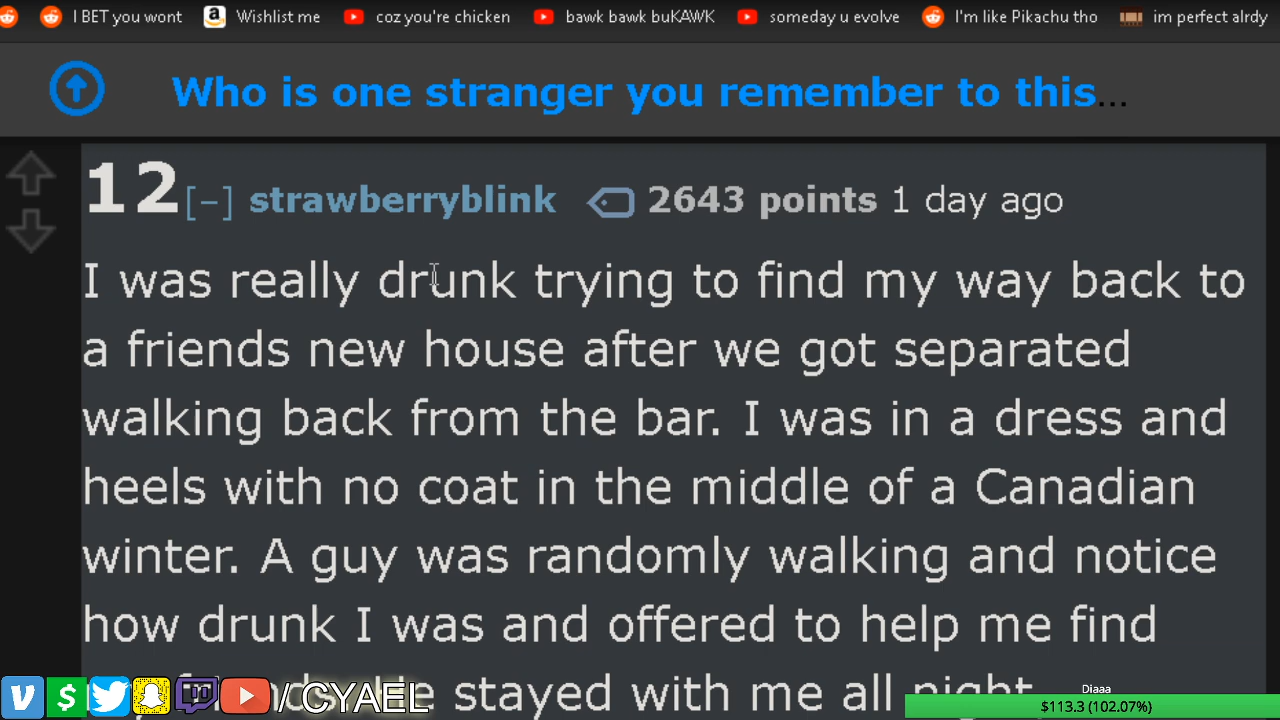 I BET you wont Wishlist me coz you're chicken bawk bawk buKAWK someday u evolve I'm like Pikachu tho im perfect alrdy
Who is one stranger you remember to this...
12 [–] strawberryblink 2643 points 1 day ago
I was really drunk trying to find my way back to
a friends new house after we got separated
walking back from the bar. I was in a dress and
heels with no coat in the middle of a Canadian
winter. A guy was randomly walking and notice
how drunk I was and offered to help me find
stayed with me all night
/CYAEL
Diaaa
$113.3 (102.07%)